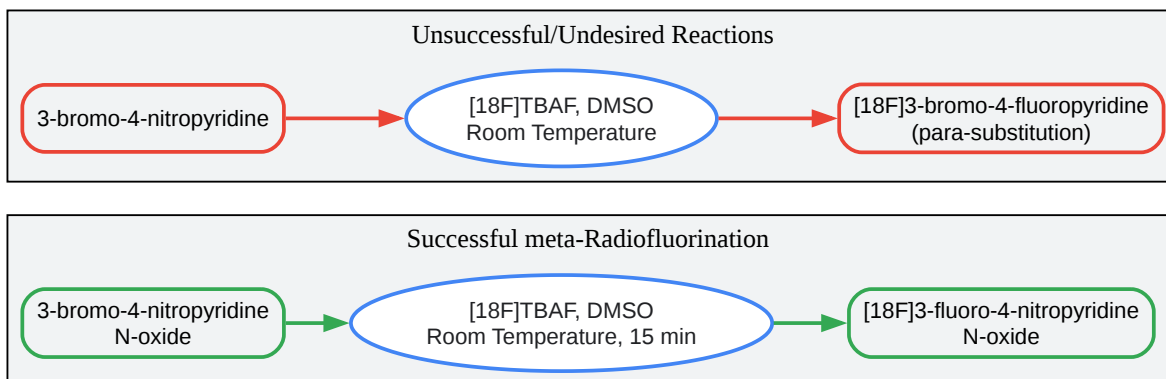 Unsuccessful/Undesired Reactions
3-bromo-4-nitropyridine
[18F]TBAF, DMSO
Room Temperature
[18F]3-bromo-4-fluoropyridine
(para-substitution)
Successful meta-Radiofluorination
3-bromo-4-nitropyridine
N-oxide
[18F]TBAF, DMSO
Room Temperature, 15 min
[18F]3-fluoro-4-nitropyridine
N-oxide